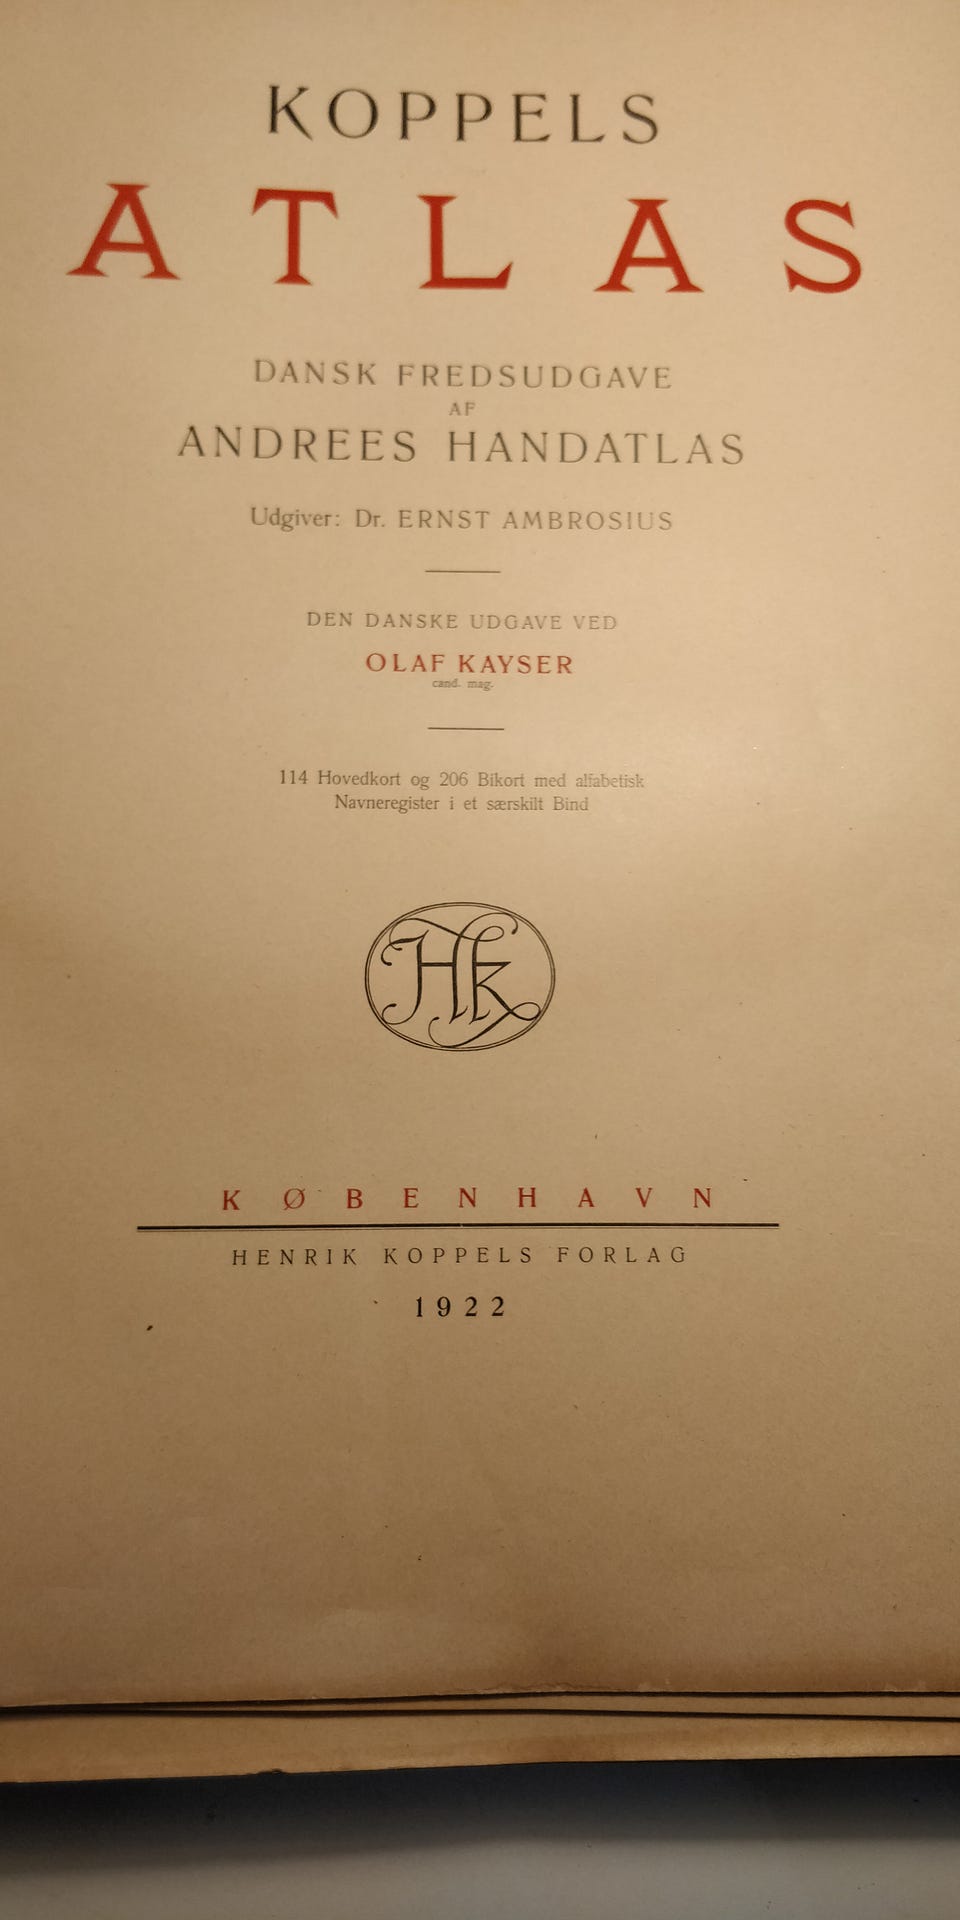 KOPPELS
ATLAS
DANSK FREDSUDGAVE
AF
ANDREES HANDATLAS
Udgiver: Dr. ERNST AMBROSIUS
DEN DANSKE UDGAVE VED
OLAF KAYSER
cand. mag.
114 Hovedkort og 206 Bikort med alfabetisk
Navneregister i et særskilt Bind
HK
KØBENHAVN
HENRIK KOPPELS FORLAG
1922